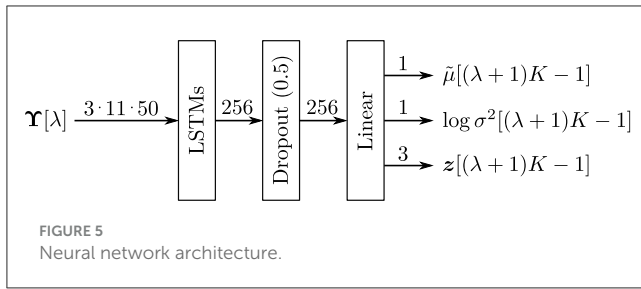 Υ[λ]
3·11·50
LSTMs
256
Dropout (0.5)
256
Linear
1
μ̃[(λ + 1)K − 1]
1
log σ²[(λ + 1)K − 1]
3
z[(λ + 1)K − 1]
FIGURE 5
Neural network architecture.